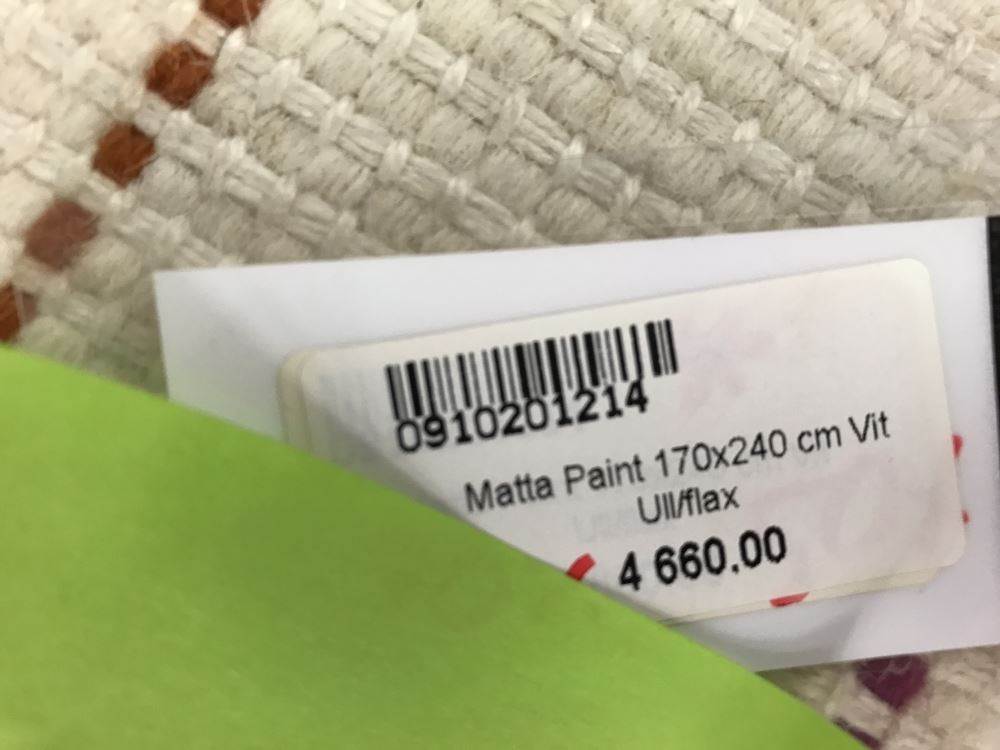 0910201214
Matta Paint 170x240 cm Vit
Ull/flax
4 660.00